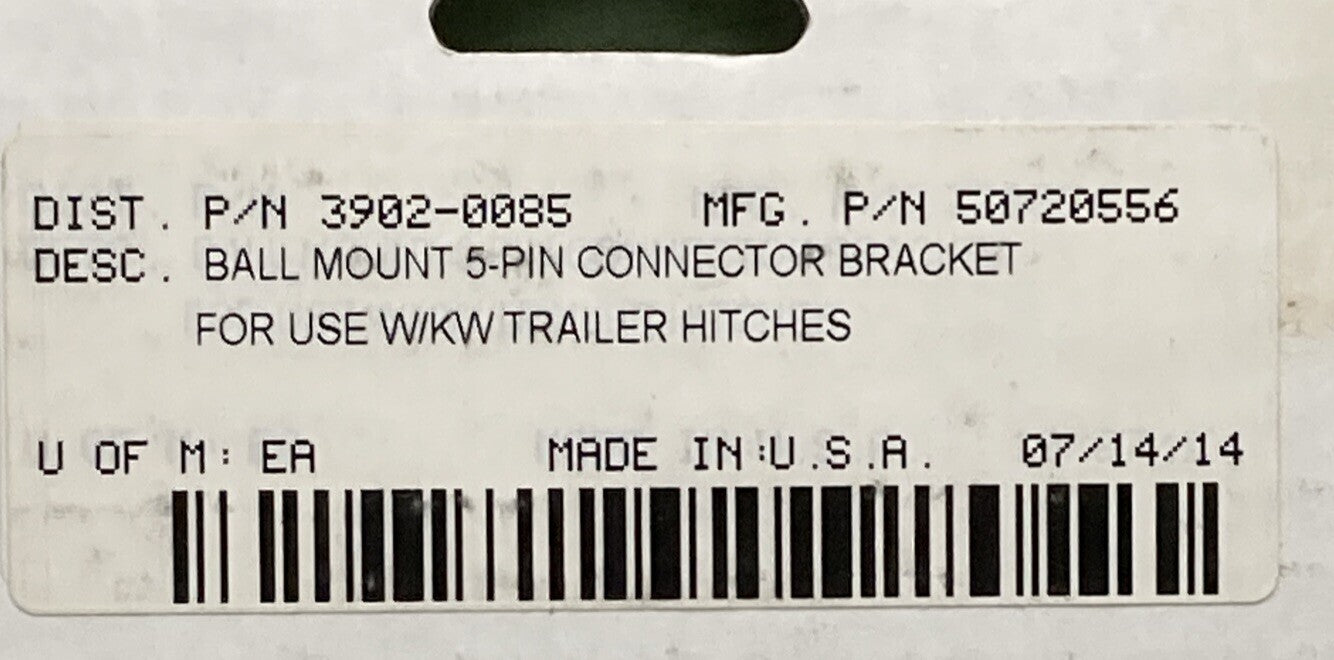 DIST. P/N 3902-0085 MFG. P/N 50720556
DESC. BALL MOUNT 5-PIN CONNECTOR BRACKET
FOR USE W/KW TRAILER HITCHES
U OF M: EA MADE IN:U.S.A. 07/14/14